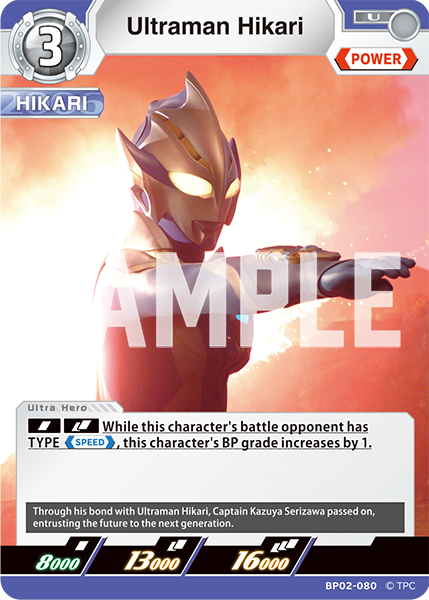 3
Ultraman Hikari
U
POWER
2006
HIKARI
SAMPLE
Ultra Hero
While this character's battle opponent has
TYPE SPEED, this character's BP grade increases by 1.
Through his bond with Ultraman Hikari, Captain Kazuya Serizawa passed on,
entrusting the future to the next generation.
8000 13000 16000
BP02-080 © TPC